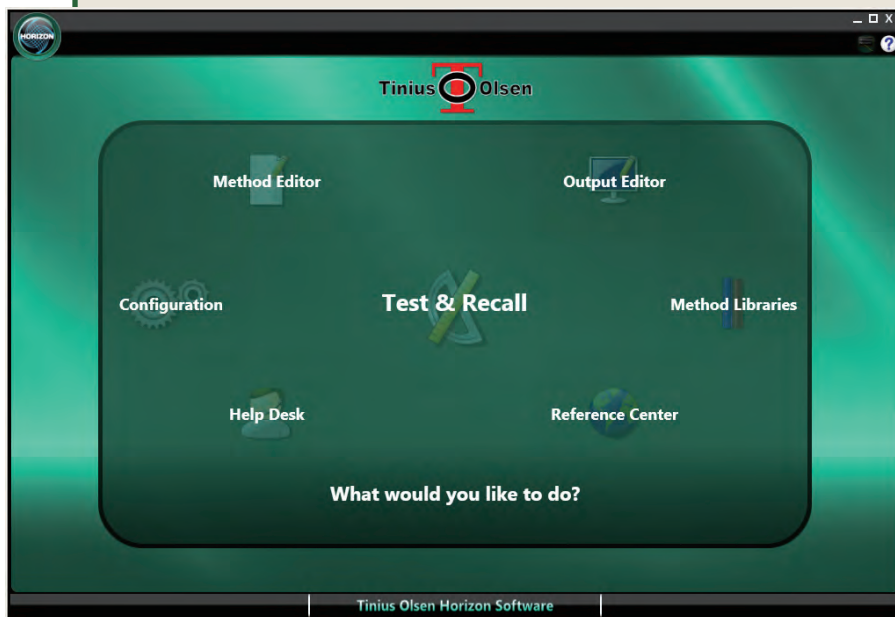 HORIZON
_ □ X
?
Tinius Olsen
Method Editor
Output Editor
Configuration
Test & Recall
Method Libraries
Help Desk
Reference Center
What would you like to do?
Tinius Olsen Horizon Software